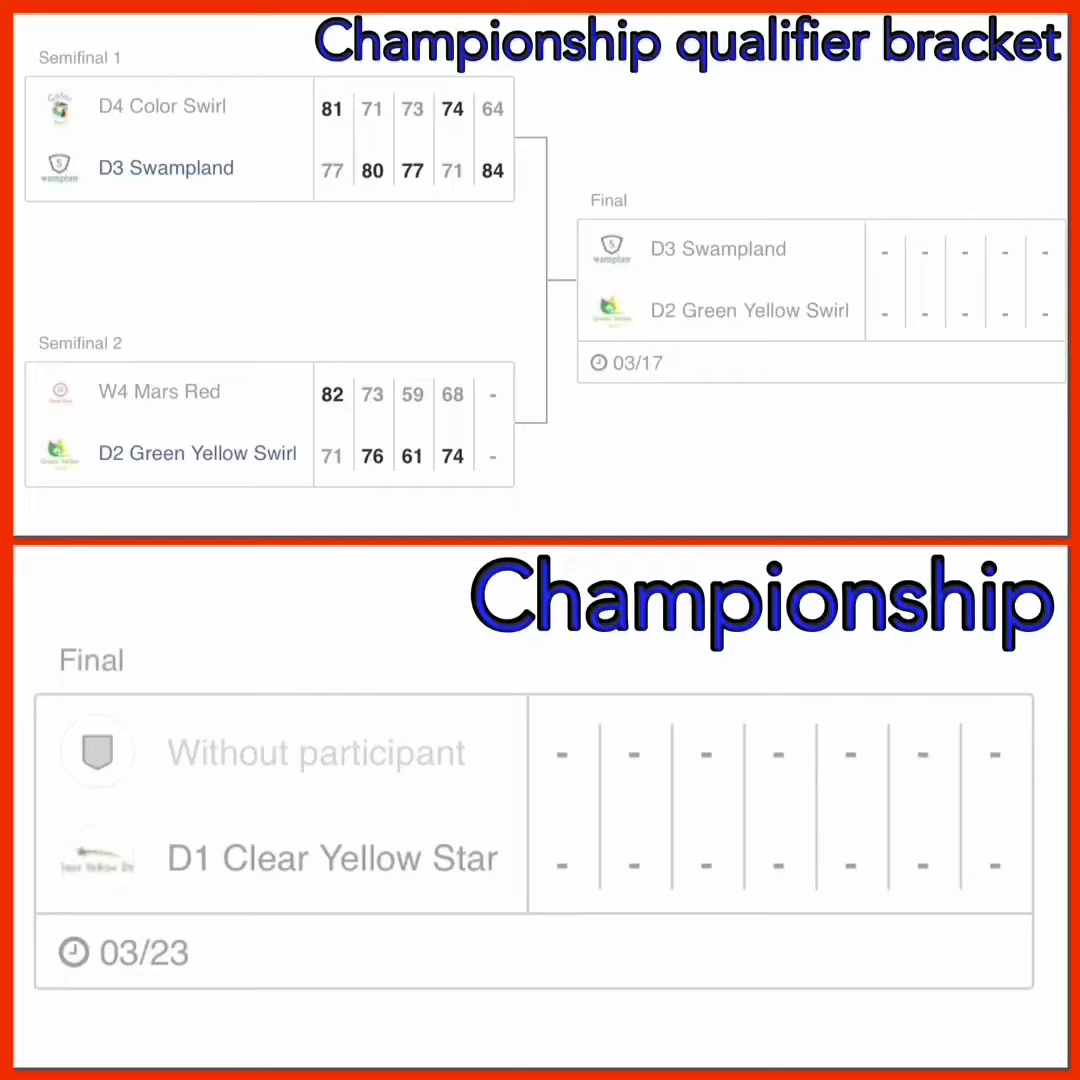 Championship qualifier bracket
Semifinal 1
D4 Color Swirl 81 71 73 74 64
D3 Swampland 77 80 77 71 84
Final
D3 Swampland - - - - -
D2 Green Yellow Swirl - - - - -
03/17
Semifinal 2
W4 Mars Red 82 73 59 68 -
D2 Green Yellow Swirl 71 76 61 74 -
Championship
Final
Without participant - - - - - - -
D1 Clear Yellow Star - - - - - - -
03/23